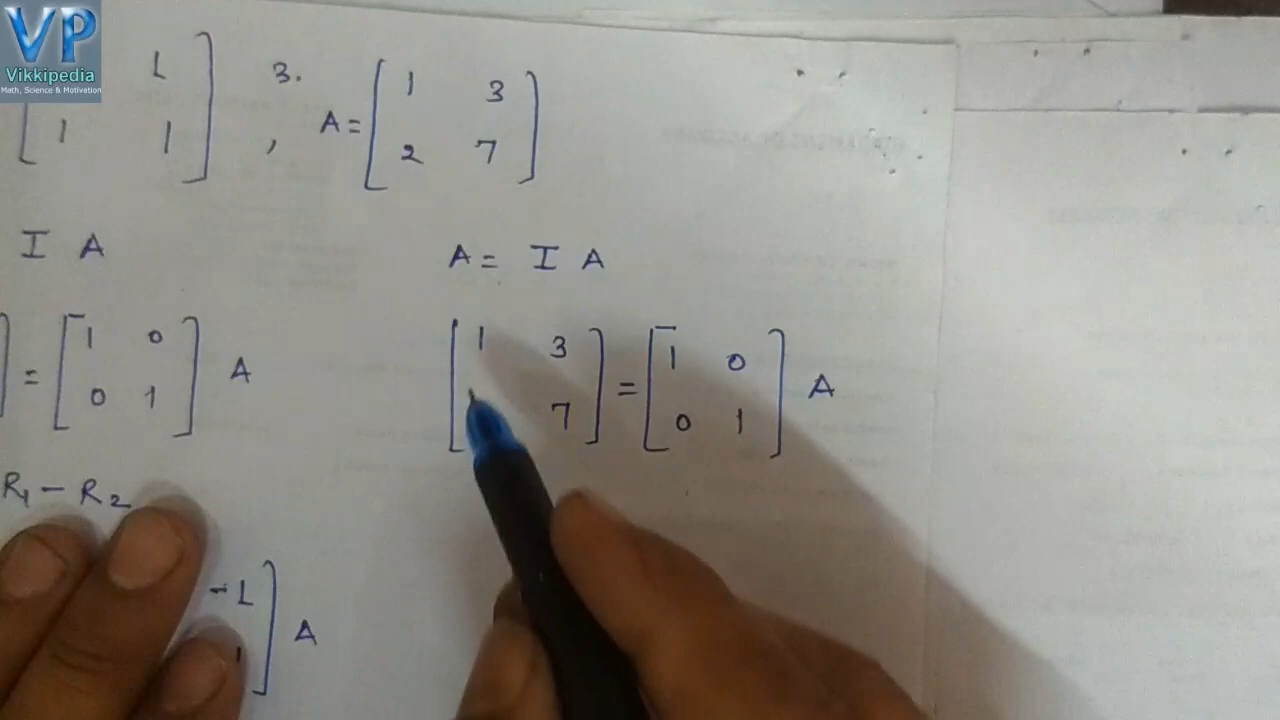 VP
Vikkipedia
Math, Science & Motivation
1 1 ,
3. A = [ 1 3
2 7 ]
I A
= [ 1 0
0 1 ] A
R1 - R2
-1
A
A = I A
[ 1 3
7 ] = [ 1 0
0 1 ] A